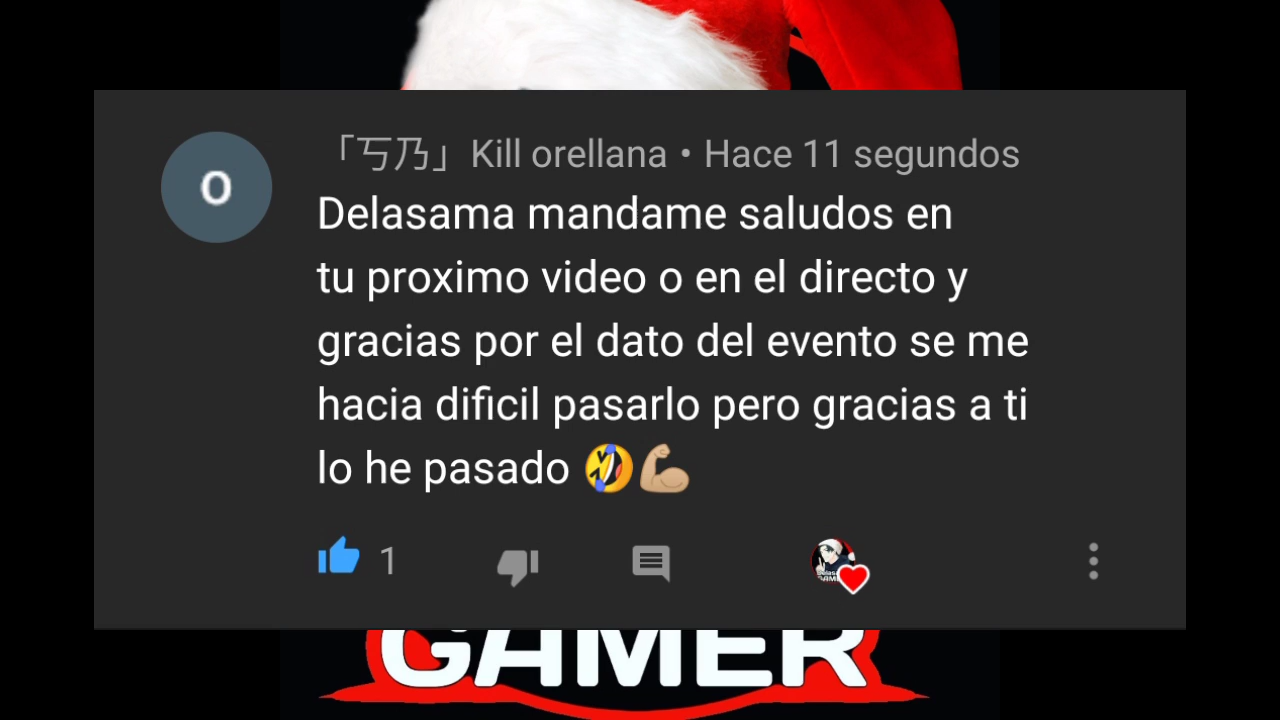 「丂乃」 Kill orellana • Hace 11 segundos
O
Delasama mandame saludos en
tu proximo video o en el directo y
gracias por el dato del evento se me
hacia dificil pasarlo pero gracias a ti
lo he pasado 🤣💪🏼
1
GAMER